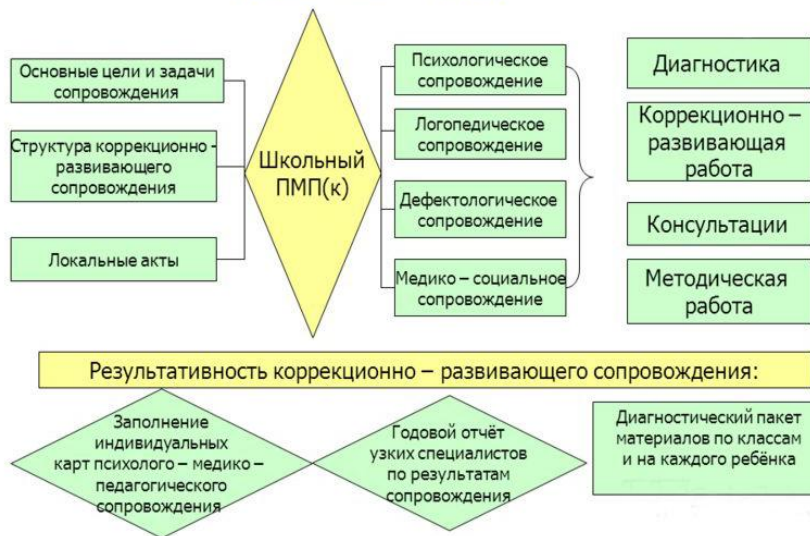 Основные цели и задачи
сопровождения
Структура коррекционно -
развивающего
сопровождения
Локальные акты
Школьный
ПМП(к)
Психологическое
сопровождение
Логопедическое
сопровождение
Дефектологическое
сопровождение
Медико – социальное
сопровождение
Диагностика
Коррекционно –
развивающая
работа
Консультации
Методическая
работа
Результативность коррекционно – развивающего сопровождения:
Заполнение
индивидуальных
карт психолого – медико –
педагогического
сопровождения
Годовой отчёт
узких специалистов
по результатам
сопровождения
Диагностический пакет
материалов по классам
и на каждого ребёнка